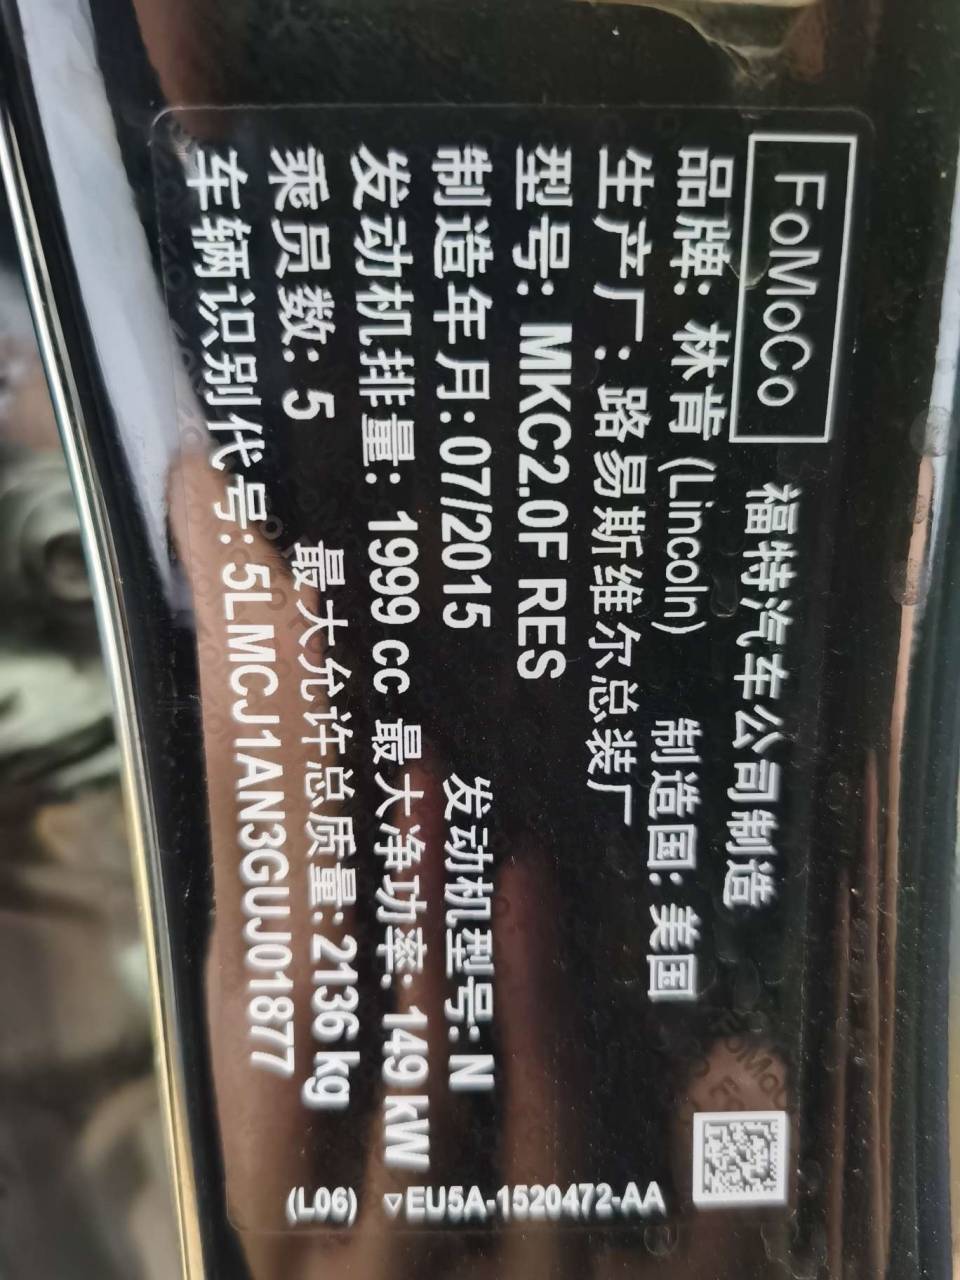 FoMoCo
福特汽车公司制造
品牌: 林肯 (Lincoln) 制造国: 美国
生产厂: 路易斯维尔总装厂
型号: MKC2.0F RES
制造年月: 07/2015 发动机型号: N
发动机排量: 1999 cc 最大净功率: 149 kW
乘员数: 5 最大允许总质量: 2136 kg
车辆识别代号: 5LMCJ1AN3GUJ01877
(L06) ▽EU5A-1520472-AA